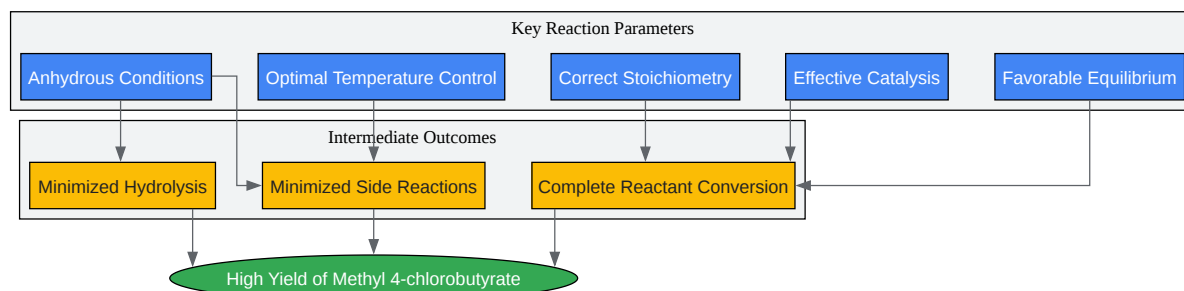 Key Reaction Parameters
Anhydrous Conditions
Optimal Temperature Control
Correct Stoichiometry
Effective Catalysis
Favorable Equilibrium
Intermediate Outcomes
Minimized Hydrolysis
Minimized Side Reactions
Complete Reactant Conversion
High Yield of Methyl 4-chlorobutyrate